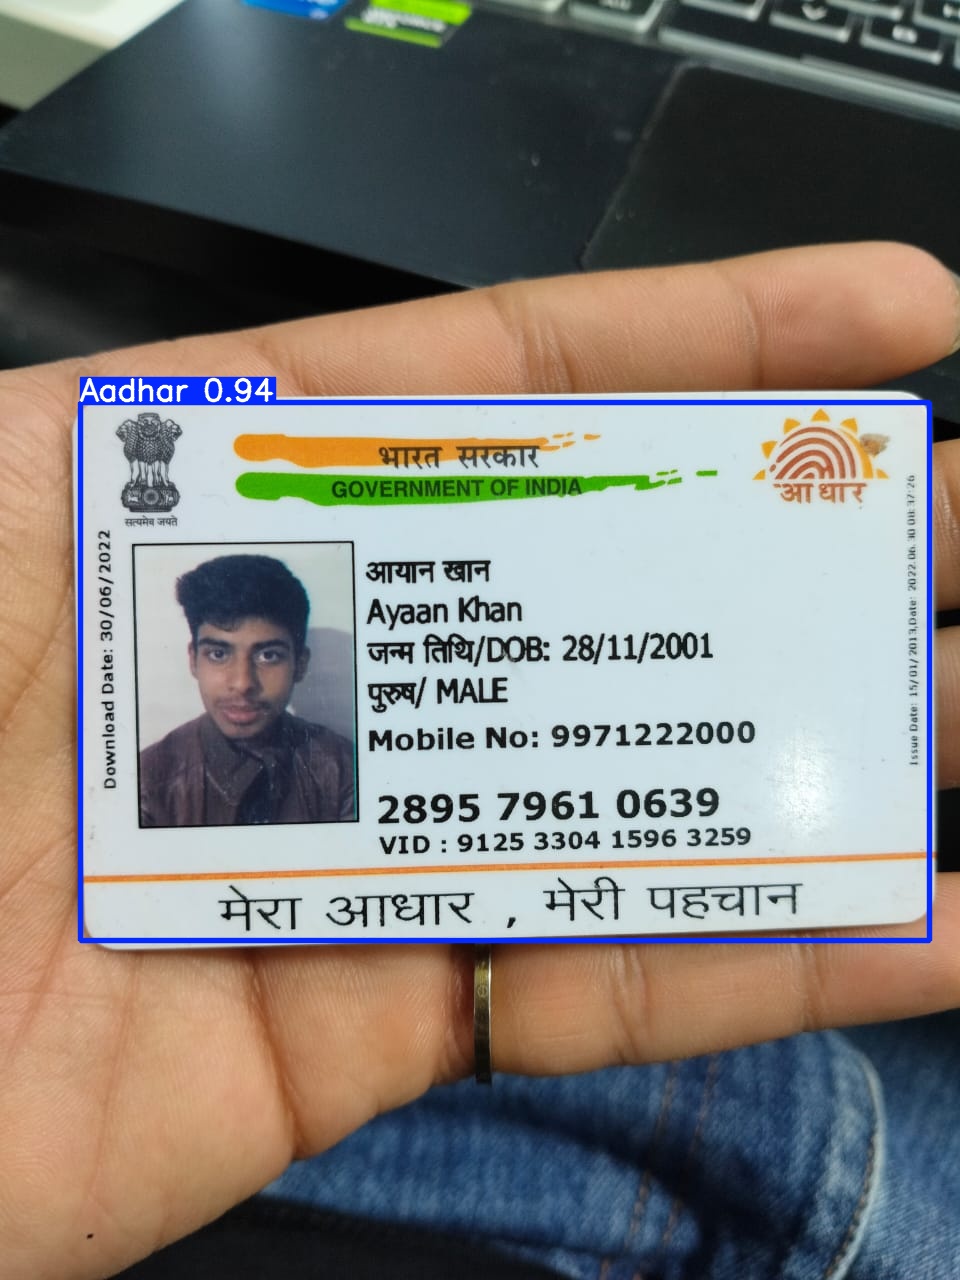 Aadhar 0.94
भारत सरकार
GOVERNMENT OF INDIA
आधार
सत्यमेव जयते
Download Date: 30/06/2022
आयान खान
Ayaan Khan
जन्म तिथि/DOB: 28/11/2001
पुरुष/ MALE
Mobile No: 9971222000
2895 7961 0639
VID : 9125 3304 1596 3259
Issue Date: 15/01/2013,Date: 2022.06.30 08:37:26
मेरा आधार , मेरी पहचान